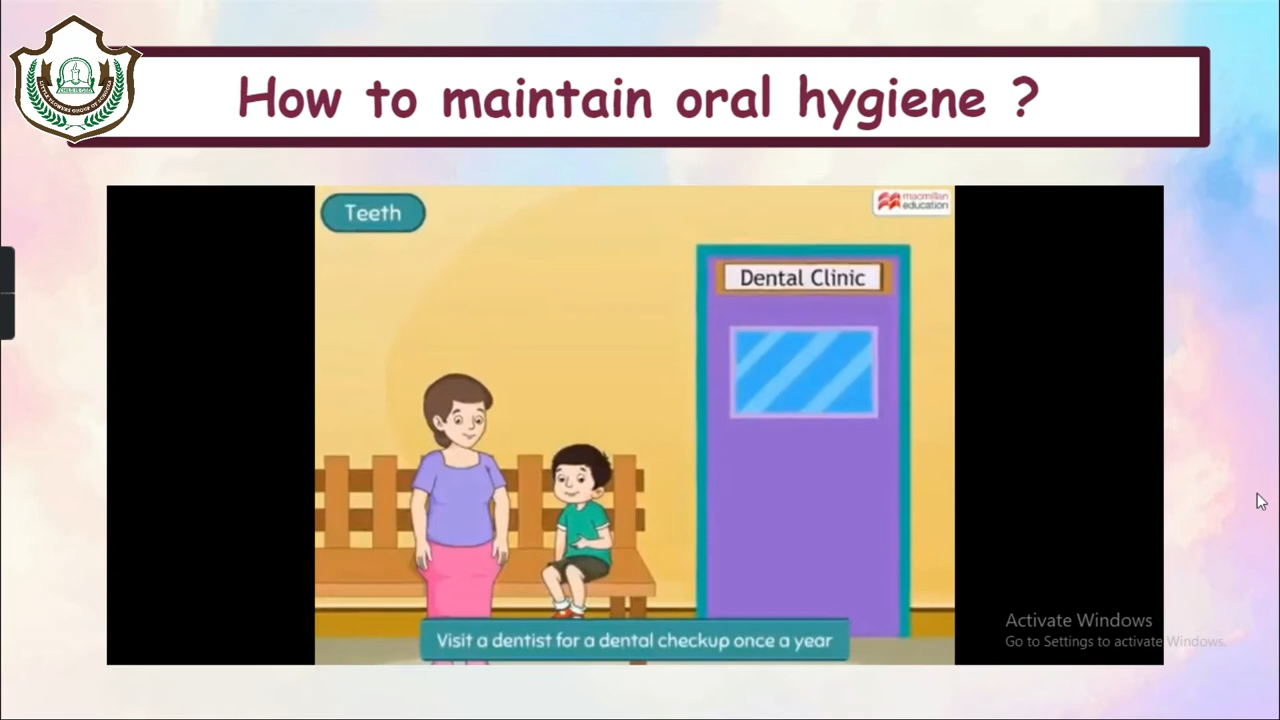 How to maintain oral hygiene ?
Teeth
macmillan
education
Dental Clinic
Visit a dentist for a dental checkup once a year
Activate Windows
Go to Settings to activate Windows.